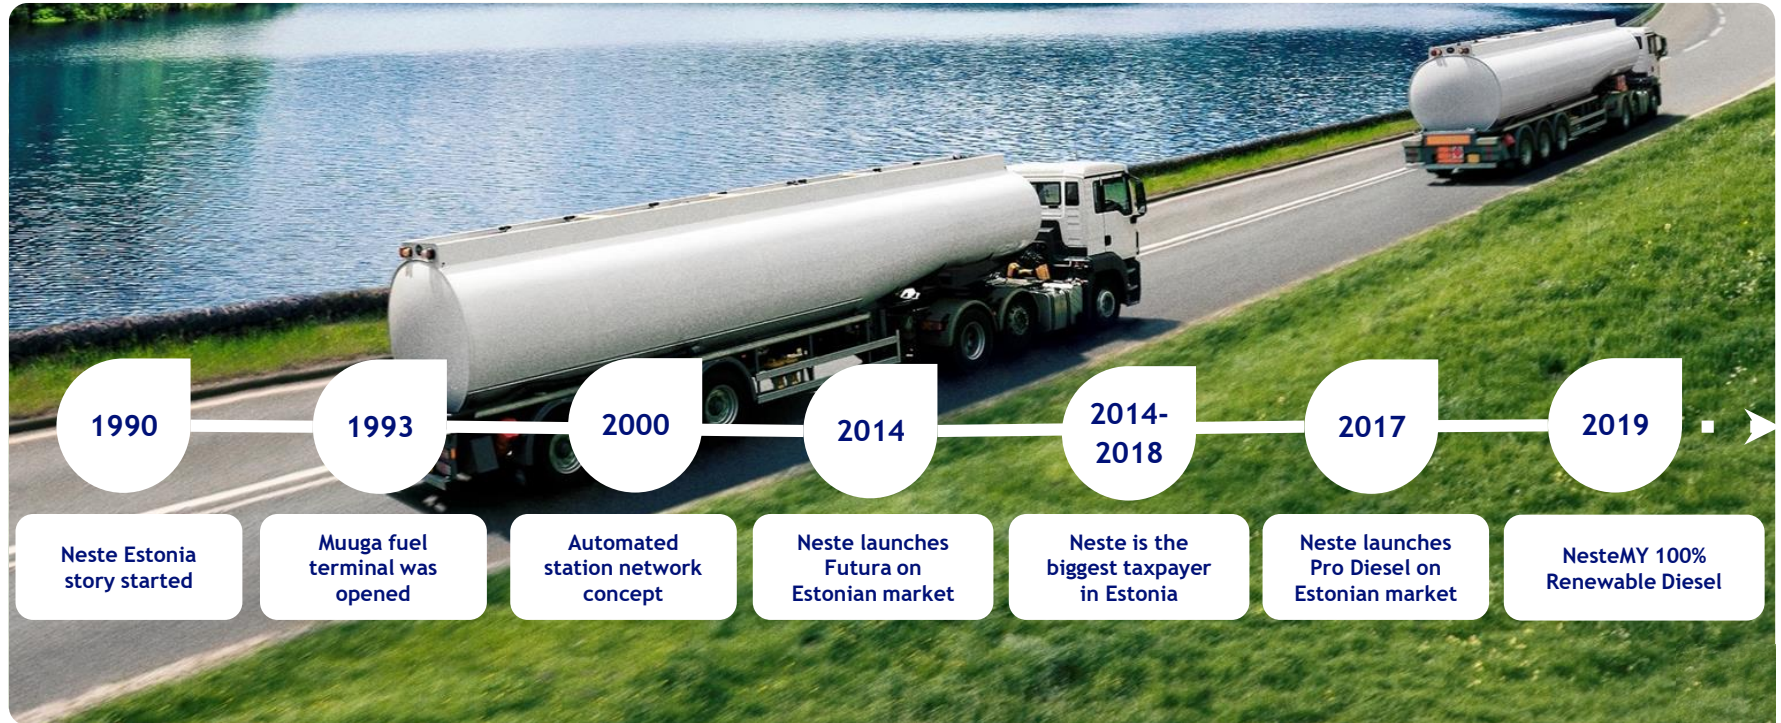 1990
1993
2000
2014
2014-
2018
2017
2019
Neste Estonia
story started
Muuga fuel
terminal was
opened
Automated
station network
concept
Neste launches
Futura on
Estonian market
Neste is the
biggest taxpayer
in Estonia
Neste launches
Pro Diesel on
Estonian market
NesteMY 100%
Renewable Diesel